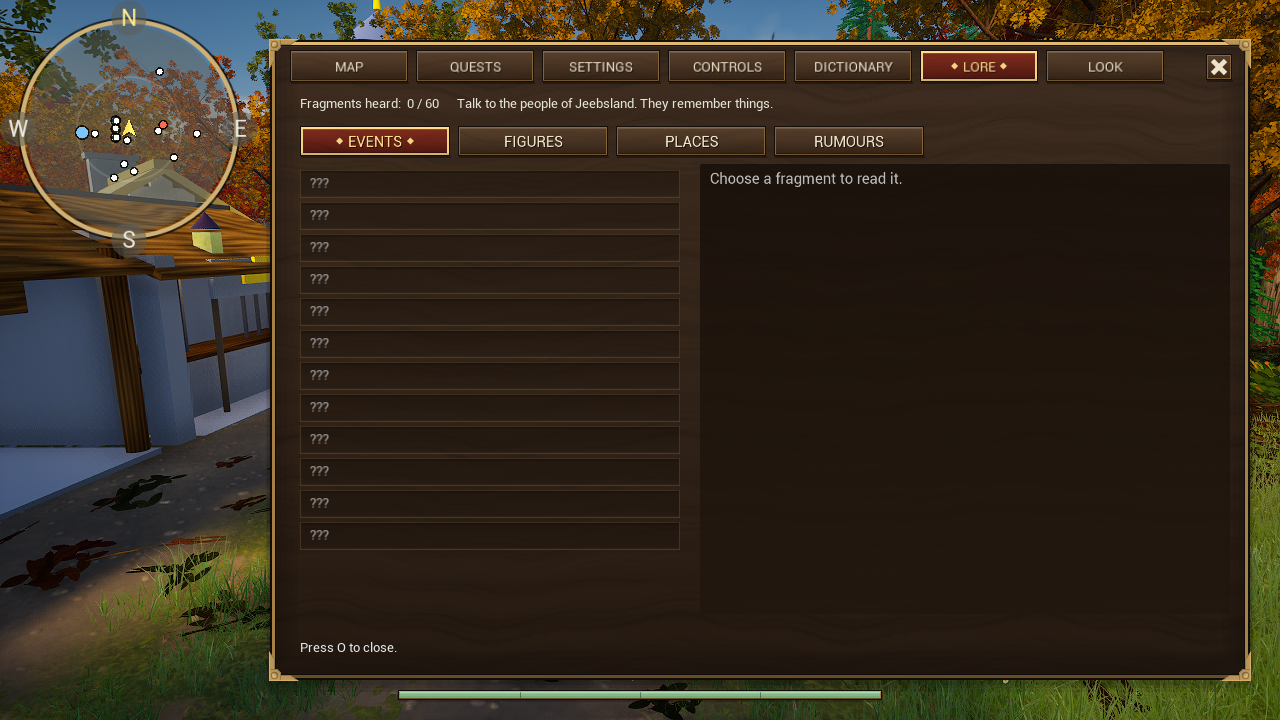 N
W
E
S
MAP
QUESTS
SETTINGS
CONTROLS
DICTIONARY
LORE
LOOK
Fragments heard: 0 / 60
Talk to the people of Jeebsland. They remember things.
EVENTS
FIGURES
PLACES
RUMOURS
???
???
???
???
???
???
???
???
???
???
???
???
Choose a fragment to read it.
Press O to close.